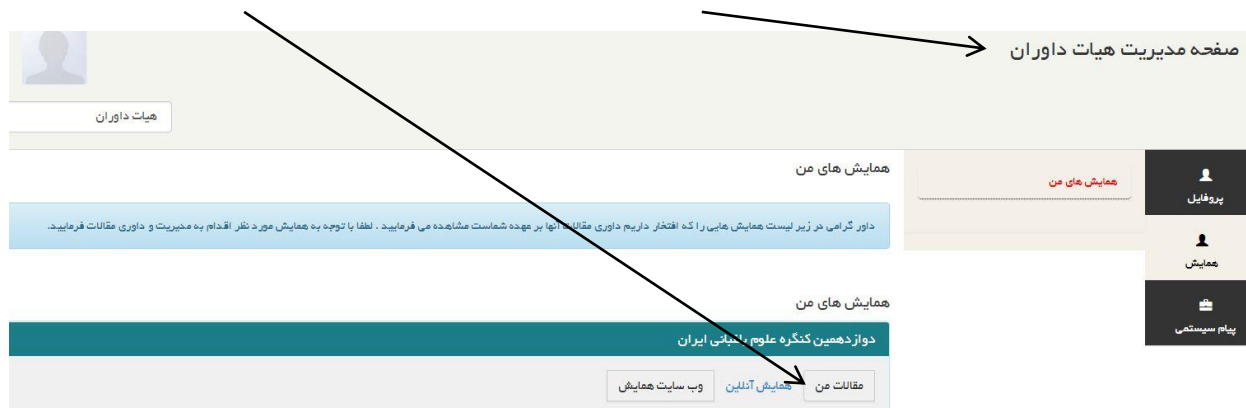 صفحه مدیریت هیات داوران
هیات داوران
پروفایل
همایش
پیام سیستمی
همایش های من
همایش های من
داور گرامی در زیر لیست همایش هایی را که افتخار داریم داوری مقالات آنها بر عهده شماست مشاهده می فرمایید . لطفا با توجه به همایش مورد نظر اقدام به مدیریت و داوری مقالات فرمایید.
همایش های من
دوازدهمین کنگره علوم باغبانی ایران
مقالات من همایش آنلاین وب سایت همایش